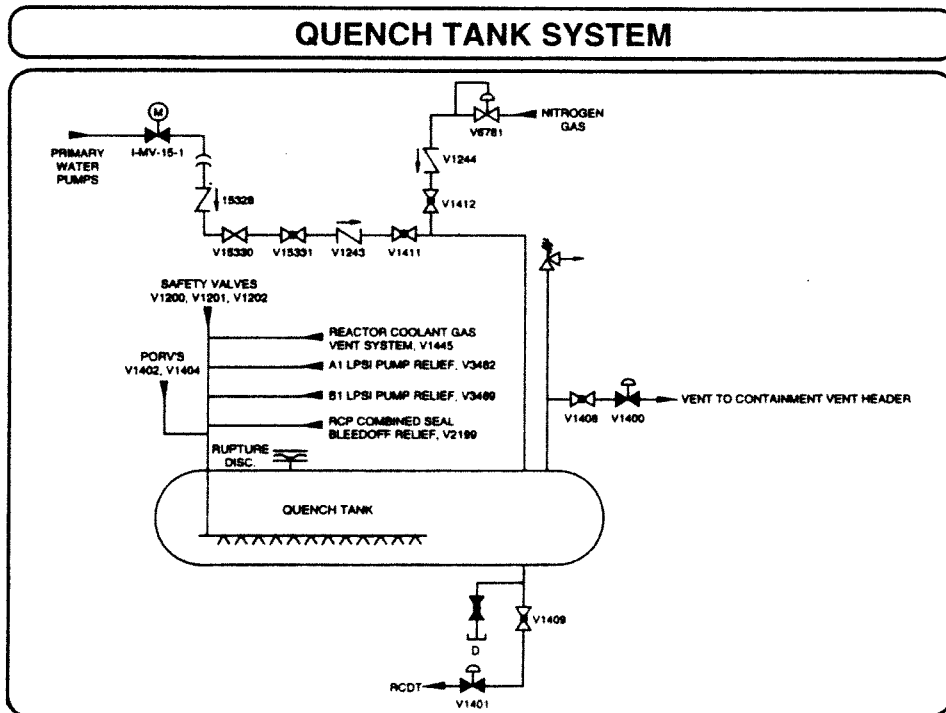 QUENCH TANK SYSTEM
M
I-MV-15-1
PRIMARY
WATER
PUMPS
15328
V15330
V15331
V1243
V1411
V6781
NITROGEN
GAS
V1244
V1412
SAFETY VALVES
V1200, V1201, V1202
PORV'S
V1402, V1404
REACTOR COOLANT GAS
VENT SYSTEM, V1445
A1 LPSI PUMP RELIEF, V3482
B1 LPSI PUMP RELIEF, V3469
RCP COMBINED SEAL
BLEEDOFF RELIEF, V2199
RUPTURE
DISC.
V1408
V1400
VENT TO CONTAINMENT VENT HEADER
QUENCH TANK
V1409
D
RCDT
V1401